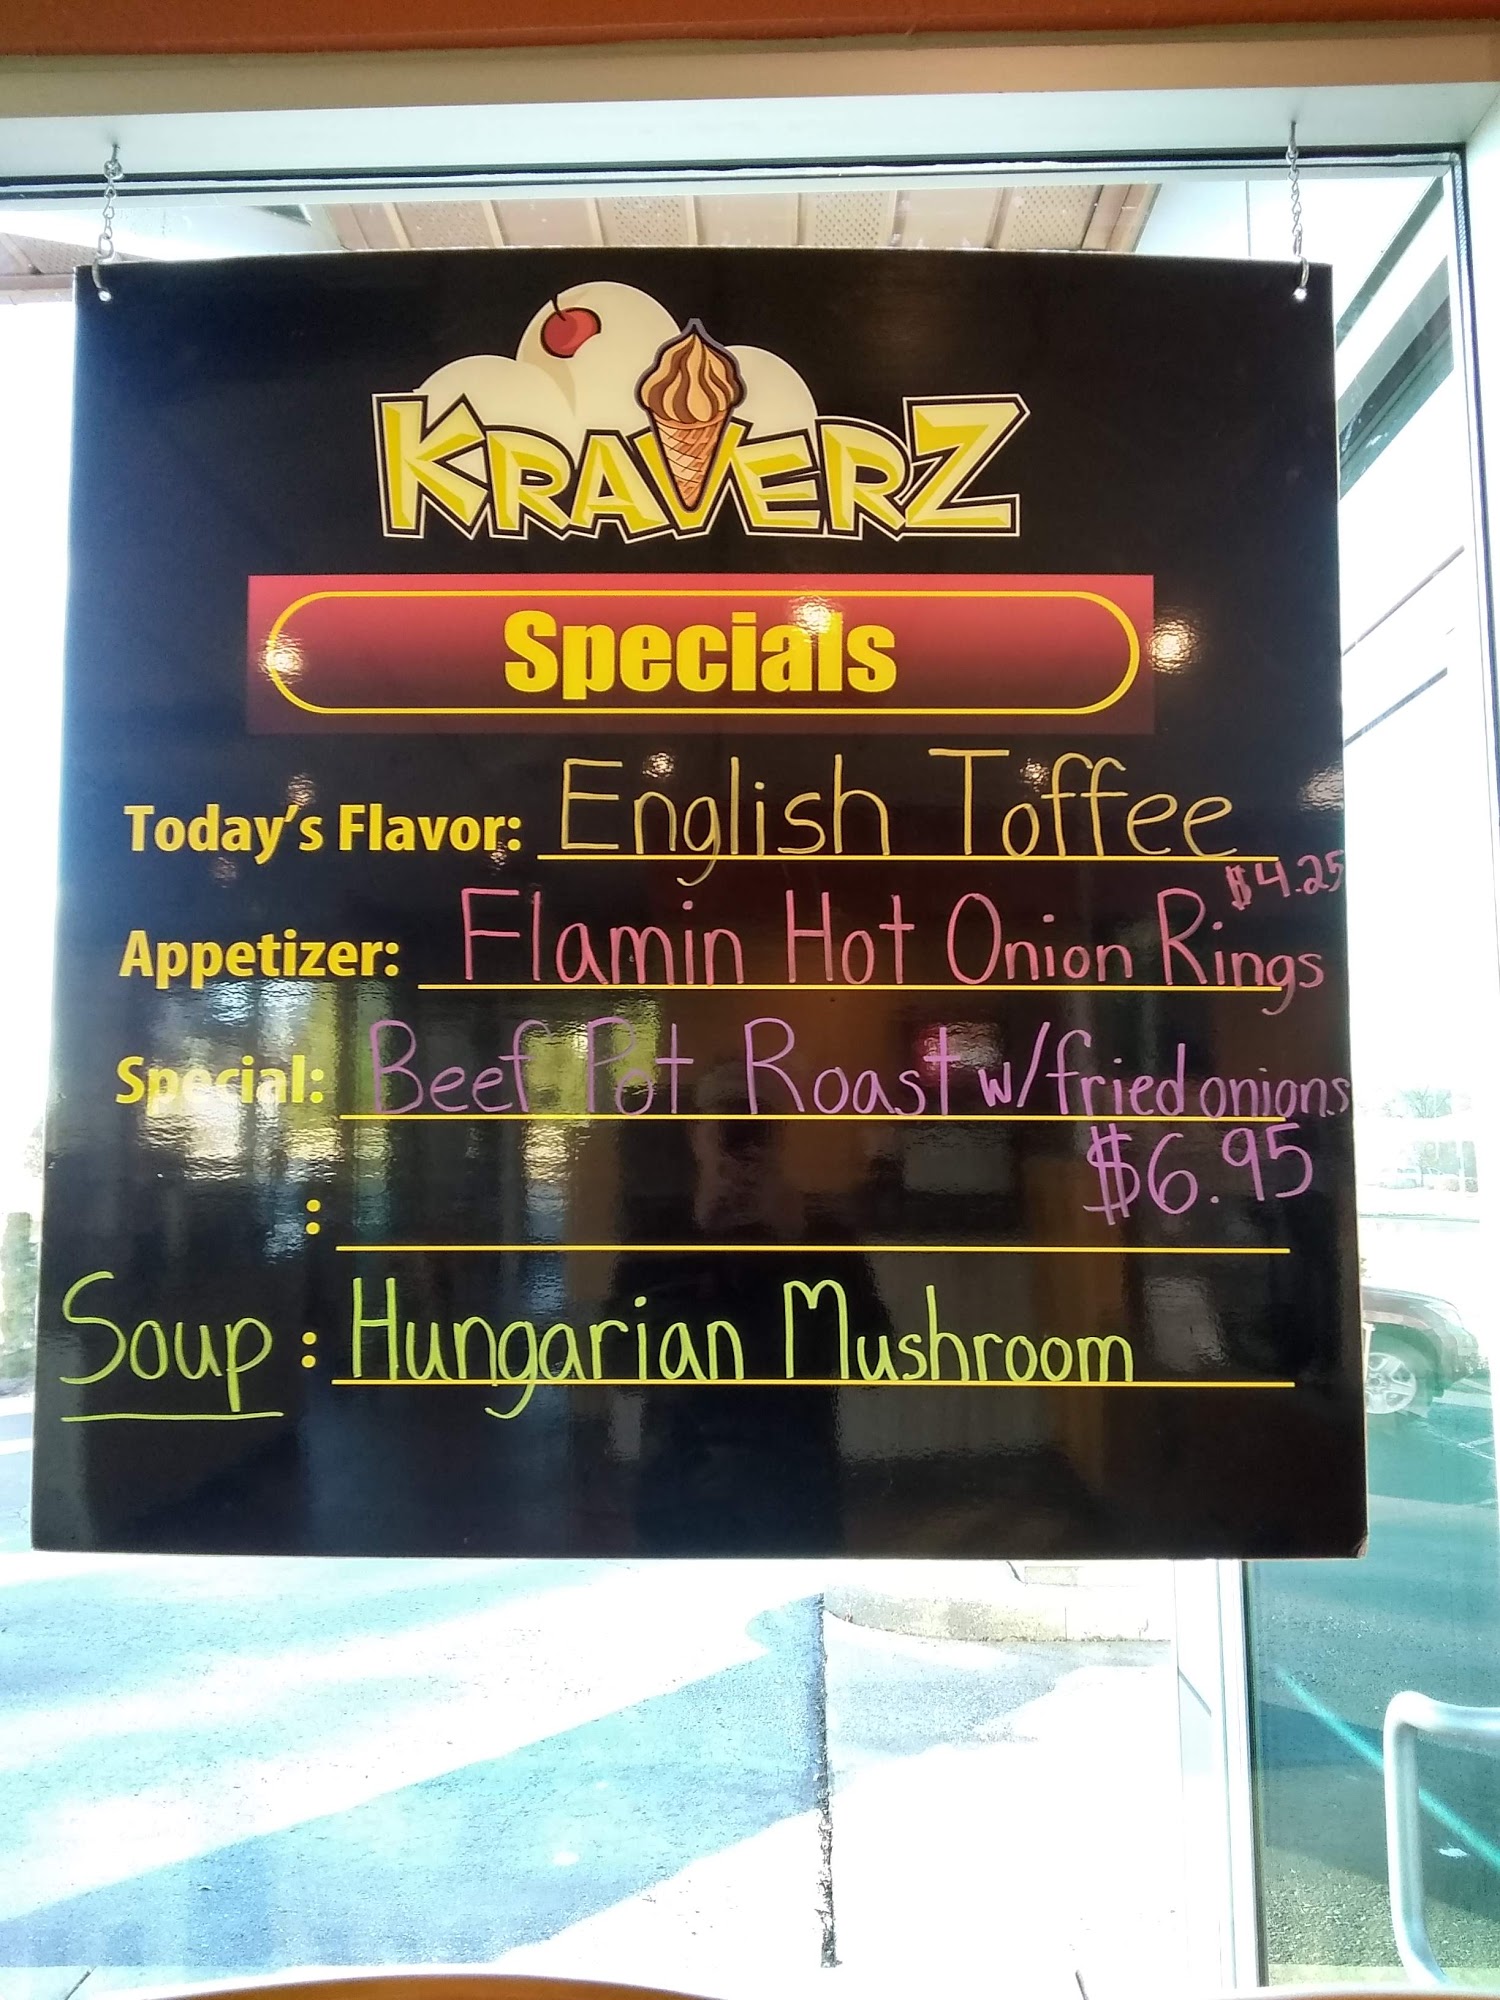 KRAVERZ
Specials
Today's Flavor: English Toffee
$4.25
Appetizer: Flamin Hot Onion Rings
Special: Beef Pot Roast w/fried onions
$6.95
:
Soup : Hungarian Mushroom